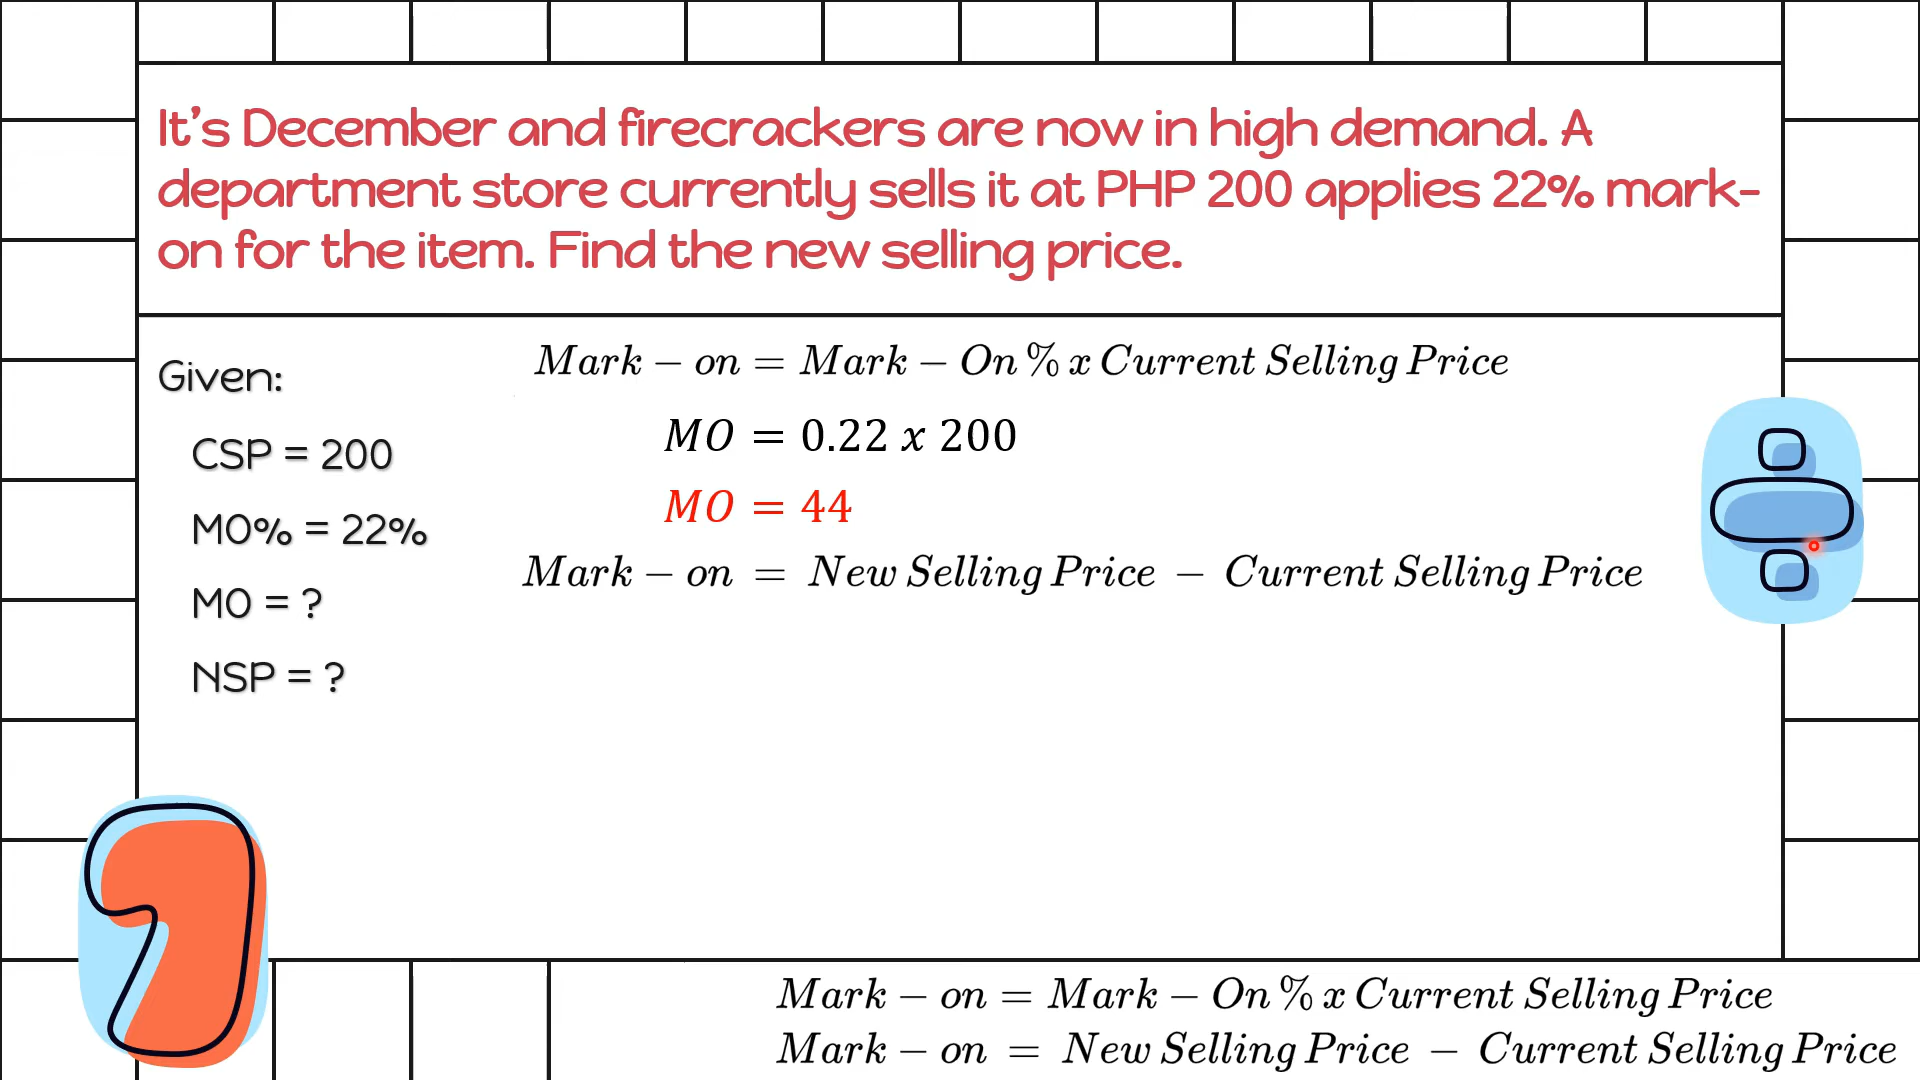 It's December and firecrackers are now in high demand. A
department store currently sells it at PHP 200 applies 22% mark-
on for the item. Find the new selling price.
Given:
CSP = 200
MO% = 22%
MO = ?
NSP = ?
Mark − on = Mark − On % x Current Selling Price
MO = 0.22 x 200
MO = 44
Mark − on = New Selling Price − Current Selling Price
Mark − on = Mark − On % x Current Selling Price
Mark − on = New Selling Price − Current Selling Price